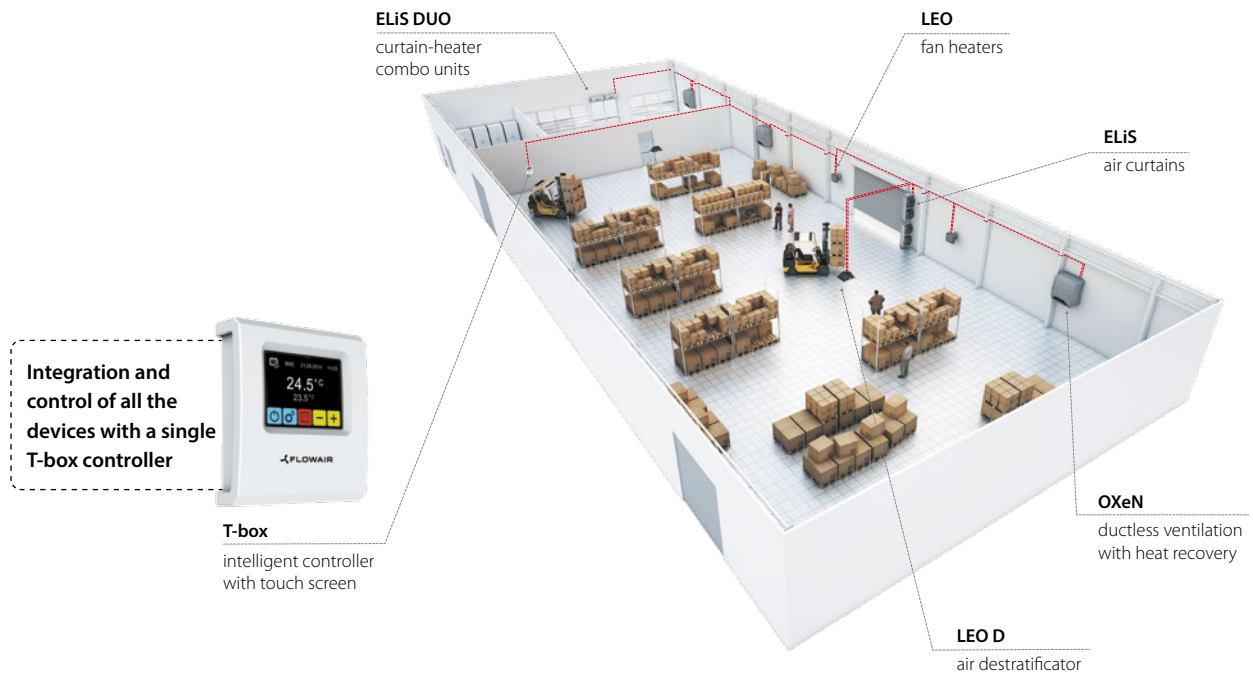 ELiS DUO
curtain-heater
combo units
LEO
fan heaters
ELiS
air curtains
Integration and
control of all the
devices with a single
T-box controller
24.5°C
23.5°C
FLOWAIR
T-box
intelligent controller
with touch screen
OXeN
ductless ventilation
with heat recovery
LEO D
air destratificator